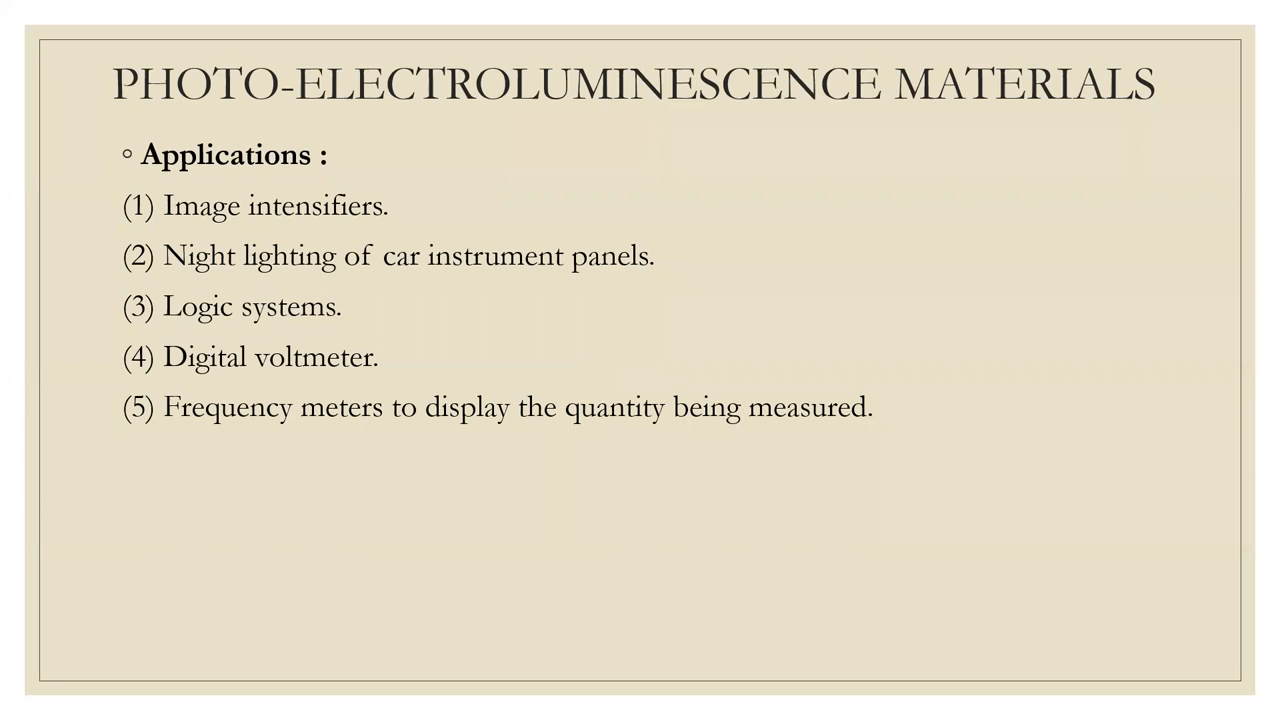 PHOTO-ELECTROLUMINESCENCE MATERIALS
◦ Applications :
(1) Image intensifiers.
(2) Night lighting of car instrument panels.
(3) Logic systems.
(4) Digital voltmeter.
(5) Frequency meters to display the quantity being measured.